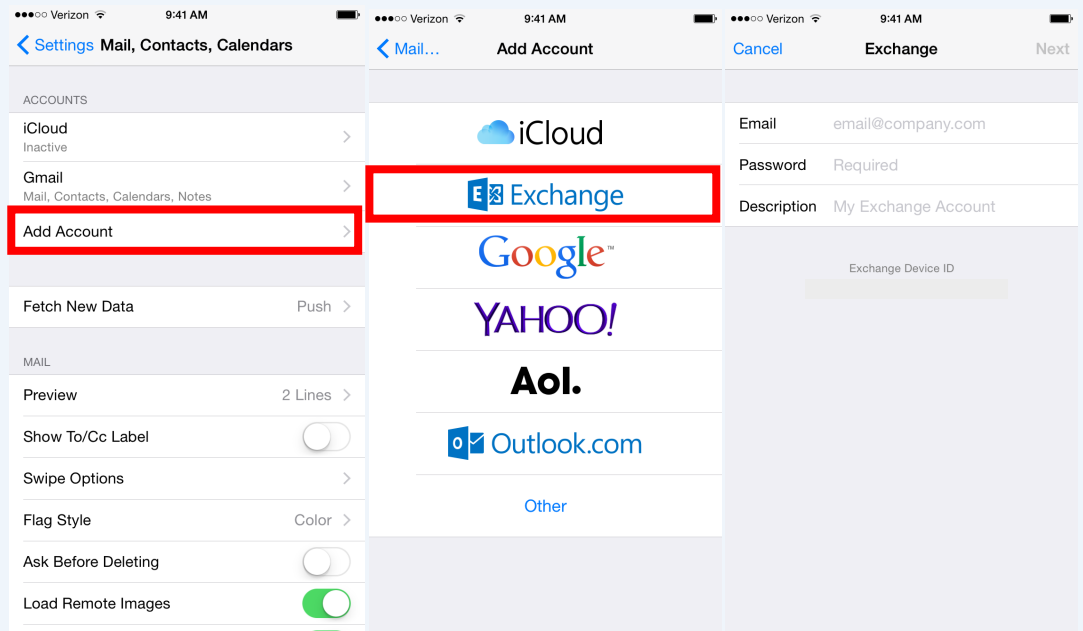 Verizon 9:41 AM
Settings Mail, Contacts, Calendars
ACCOUNTS
iCloud
Inactive
Gmail
Mail, Contacts, Calendars, Notes
Add Account
Fetch New Data Push
MAIL
Preview 2 Lines
Show To/Cc Label
Swipe Options
Flag Style Color
Ask Before Deleting
Load Remote Images
Verizon 9:41 AM
Mail... Add Account
iCloud
E Exchange
Google™
YAHOO!
Aol.
o Outlook.com
Other
Verizon 9:41 AM
Cancel Exchange Next
Email email@company.com
Password Required
Description My Exchange Account
Exchange Device ID